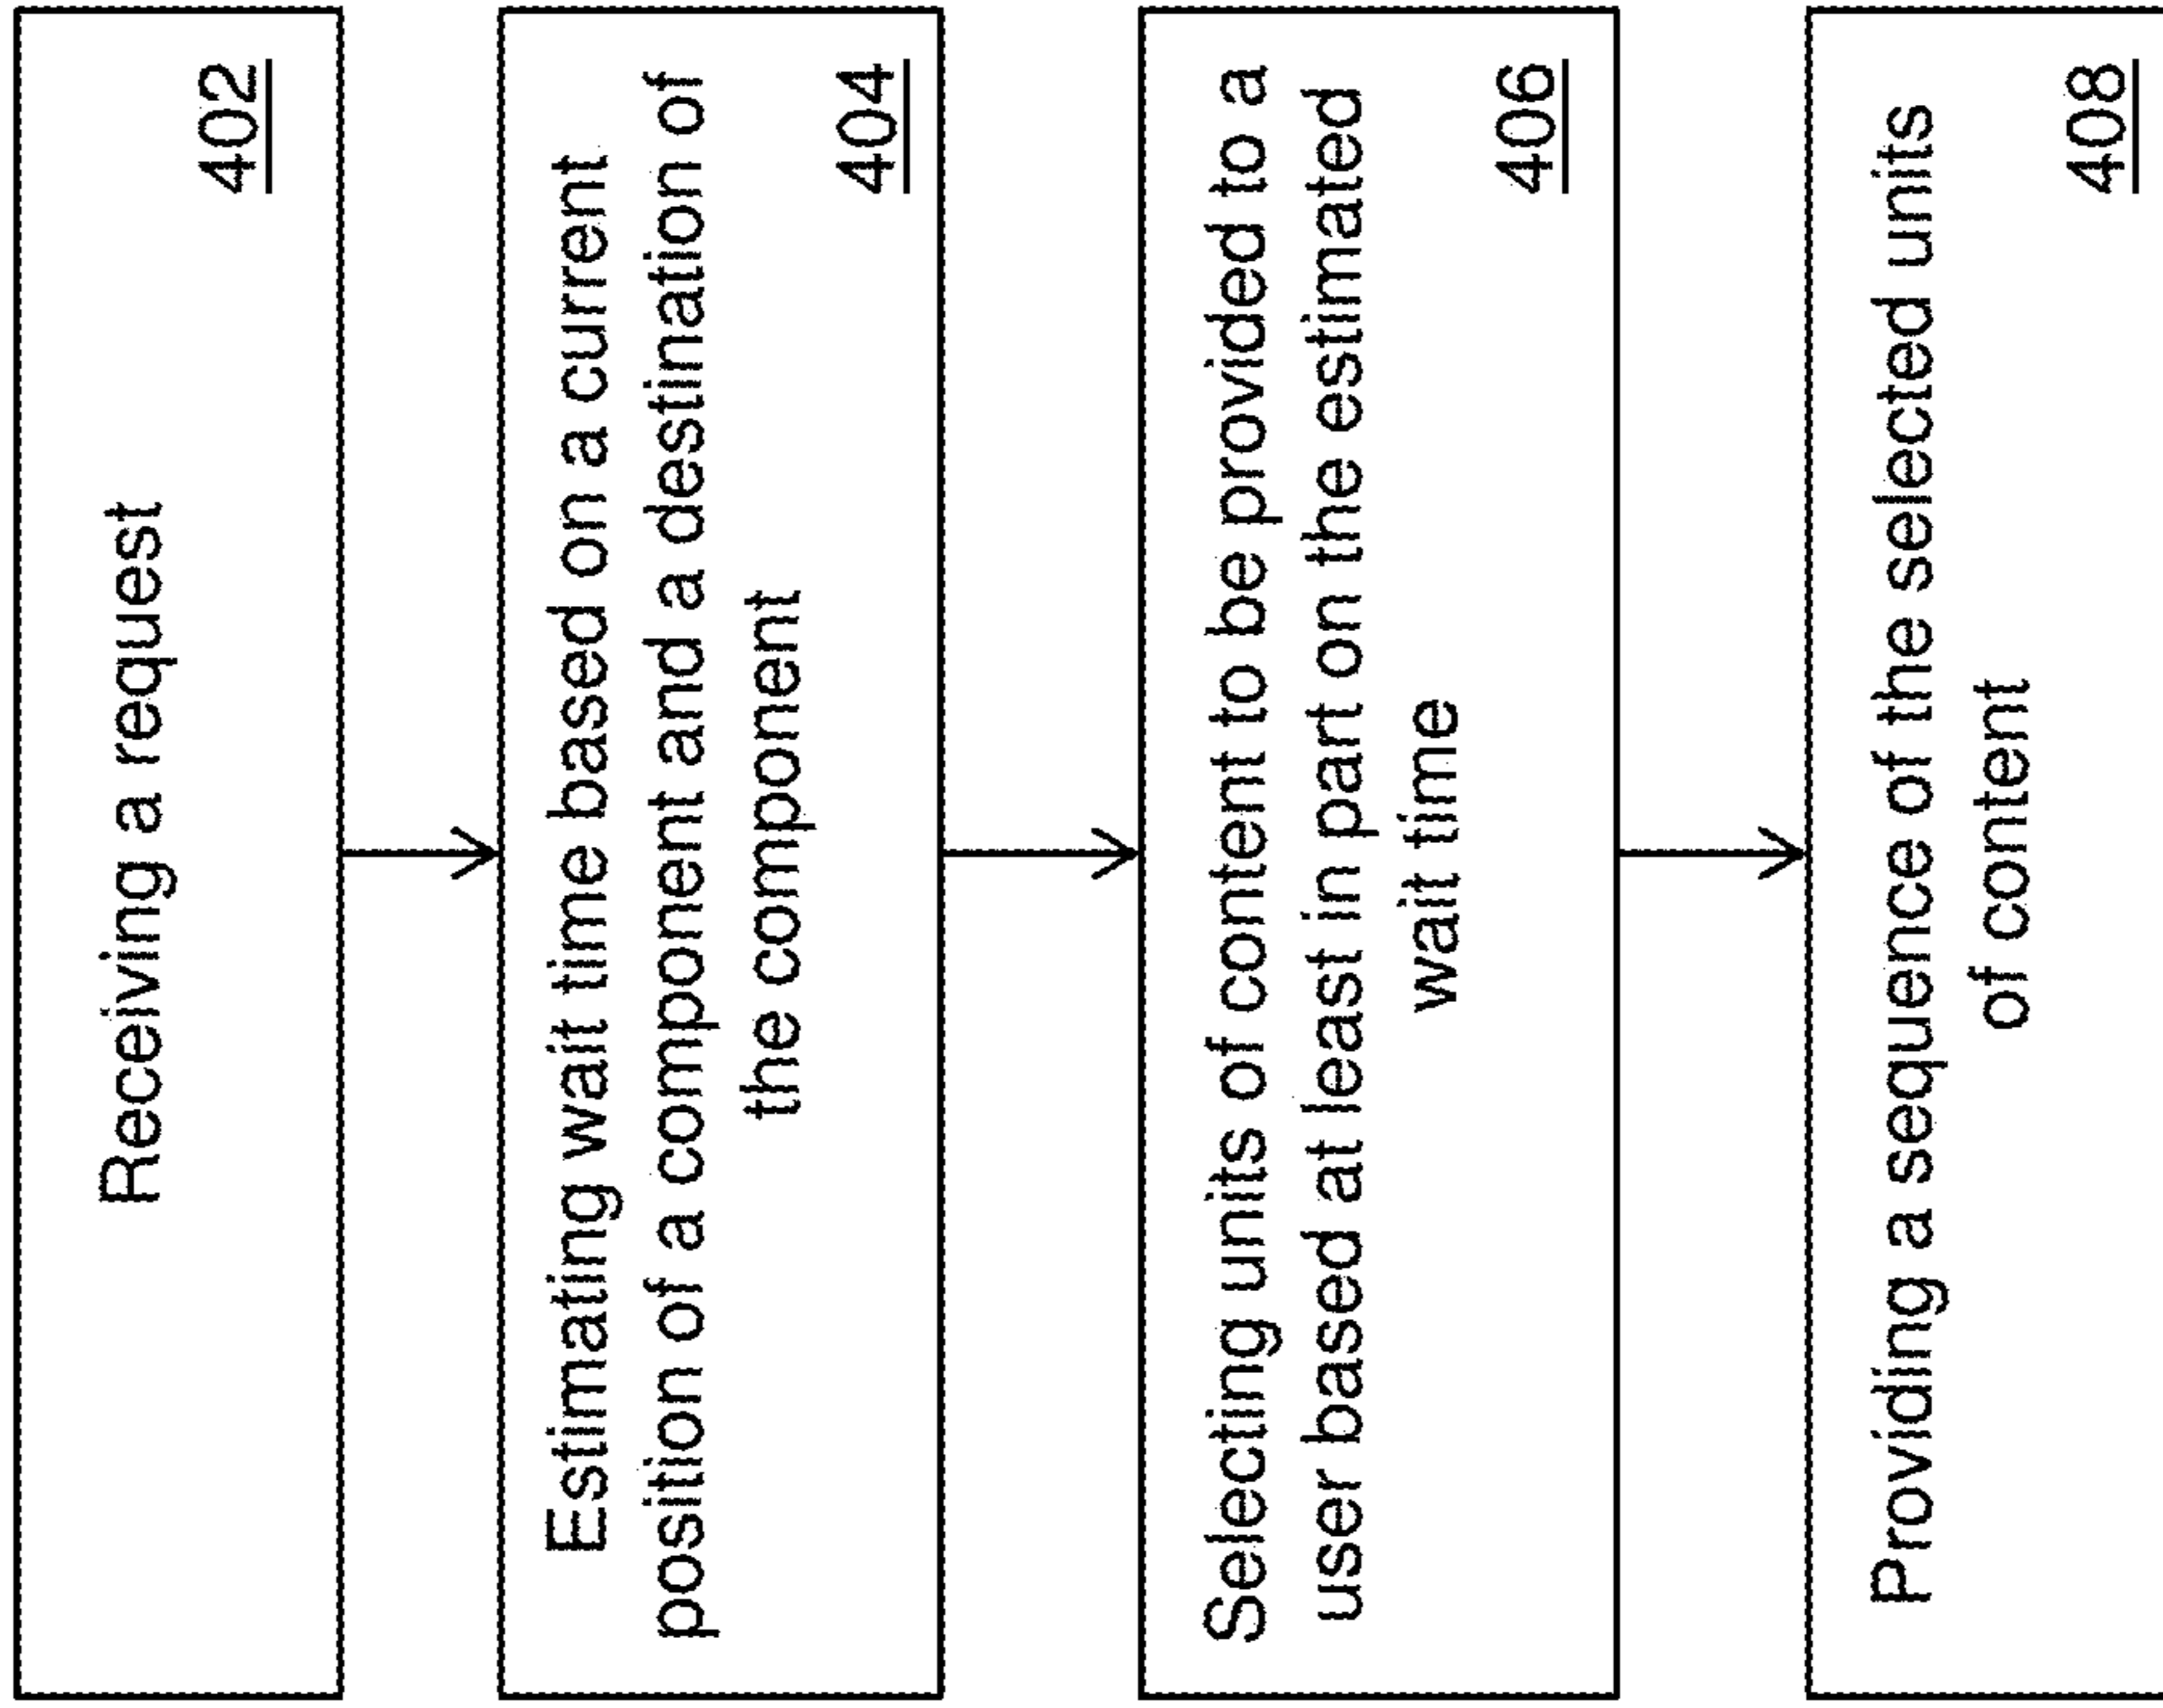 Receiving a request
402
Estimating wait time based on a current
position of a component and a destination of
the component
404
Selecting units of content to be provided to a
user based at least in part on the estimated
wait time
406
Providing a sequence of the selected units
of content
408